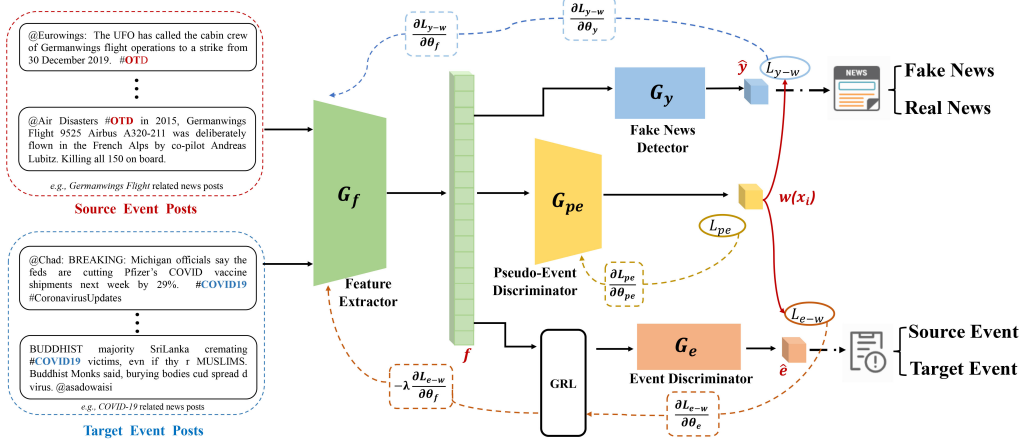 @Eurowings: The UFO has called the cabin crew
of Germanwings flight operations to a strike from
30 December 2019. #OTD
@Air Disasters #OTD in 2015, Germanwings
Flight 9525 Airbus A320-211 was deliberately
flown in the French Alps by co-pilot Andreas
Lubitz. Killing all 150 on board.
e.g., Germanwings Flight related news posts
Source Event Posts
@Chad: BREAKING: Michigan officials say the
feds are cutting Pfizer's COVID vaccine
shipments next week by 29%. #COVID19
#CoronavirusUpdates
BUDDHIST majority SriLanka cremating
#COVID19 victims, evn if thy r MUSLIMS.
Buddhist Monks said, burying bodies cud spread d
virus. @asadowaisi
e.g., COVID-19 related news posts
Target Event Posts
∂L_{y-w}/∂θ_f
∂L_{y-w}/∂θ_y
G_f
Feature
Extractor
-λ ∂L_{e-w}/∂θ_f
f
G_y
Fake News
Detector
ŷ
L_{y-w}
NEWS
Fake News
Real News
G_pe
Pseudo-Event
Discriminator
w(x_i)
L_pe
∂L_pe/∂θ_pe
GRL
G_e
Event Discriminator
ê
L_{e-w}
∂L_{e-w}/∂θ_e
Source Event
Target Event